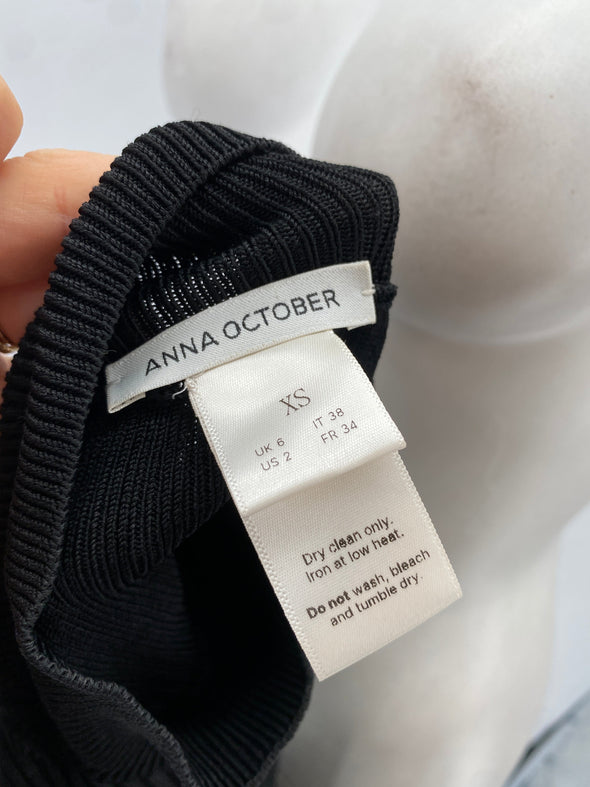 ANNA OCTOBER
XS
UK 6 IT 38
US 2 FR 34
Dry clean only.
Iron at low heat.
Do not wash, bleach
and tumble dry.